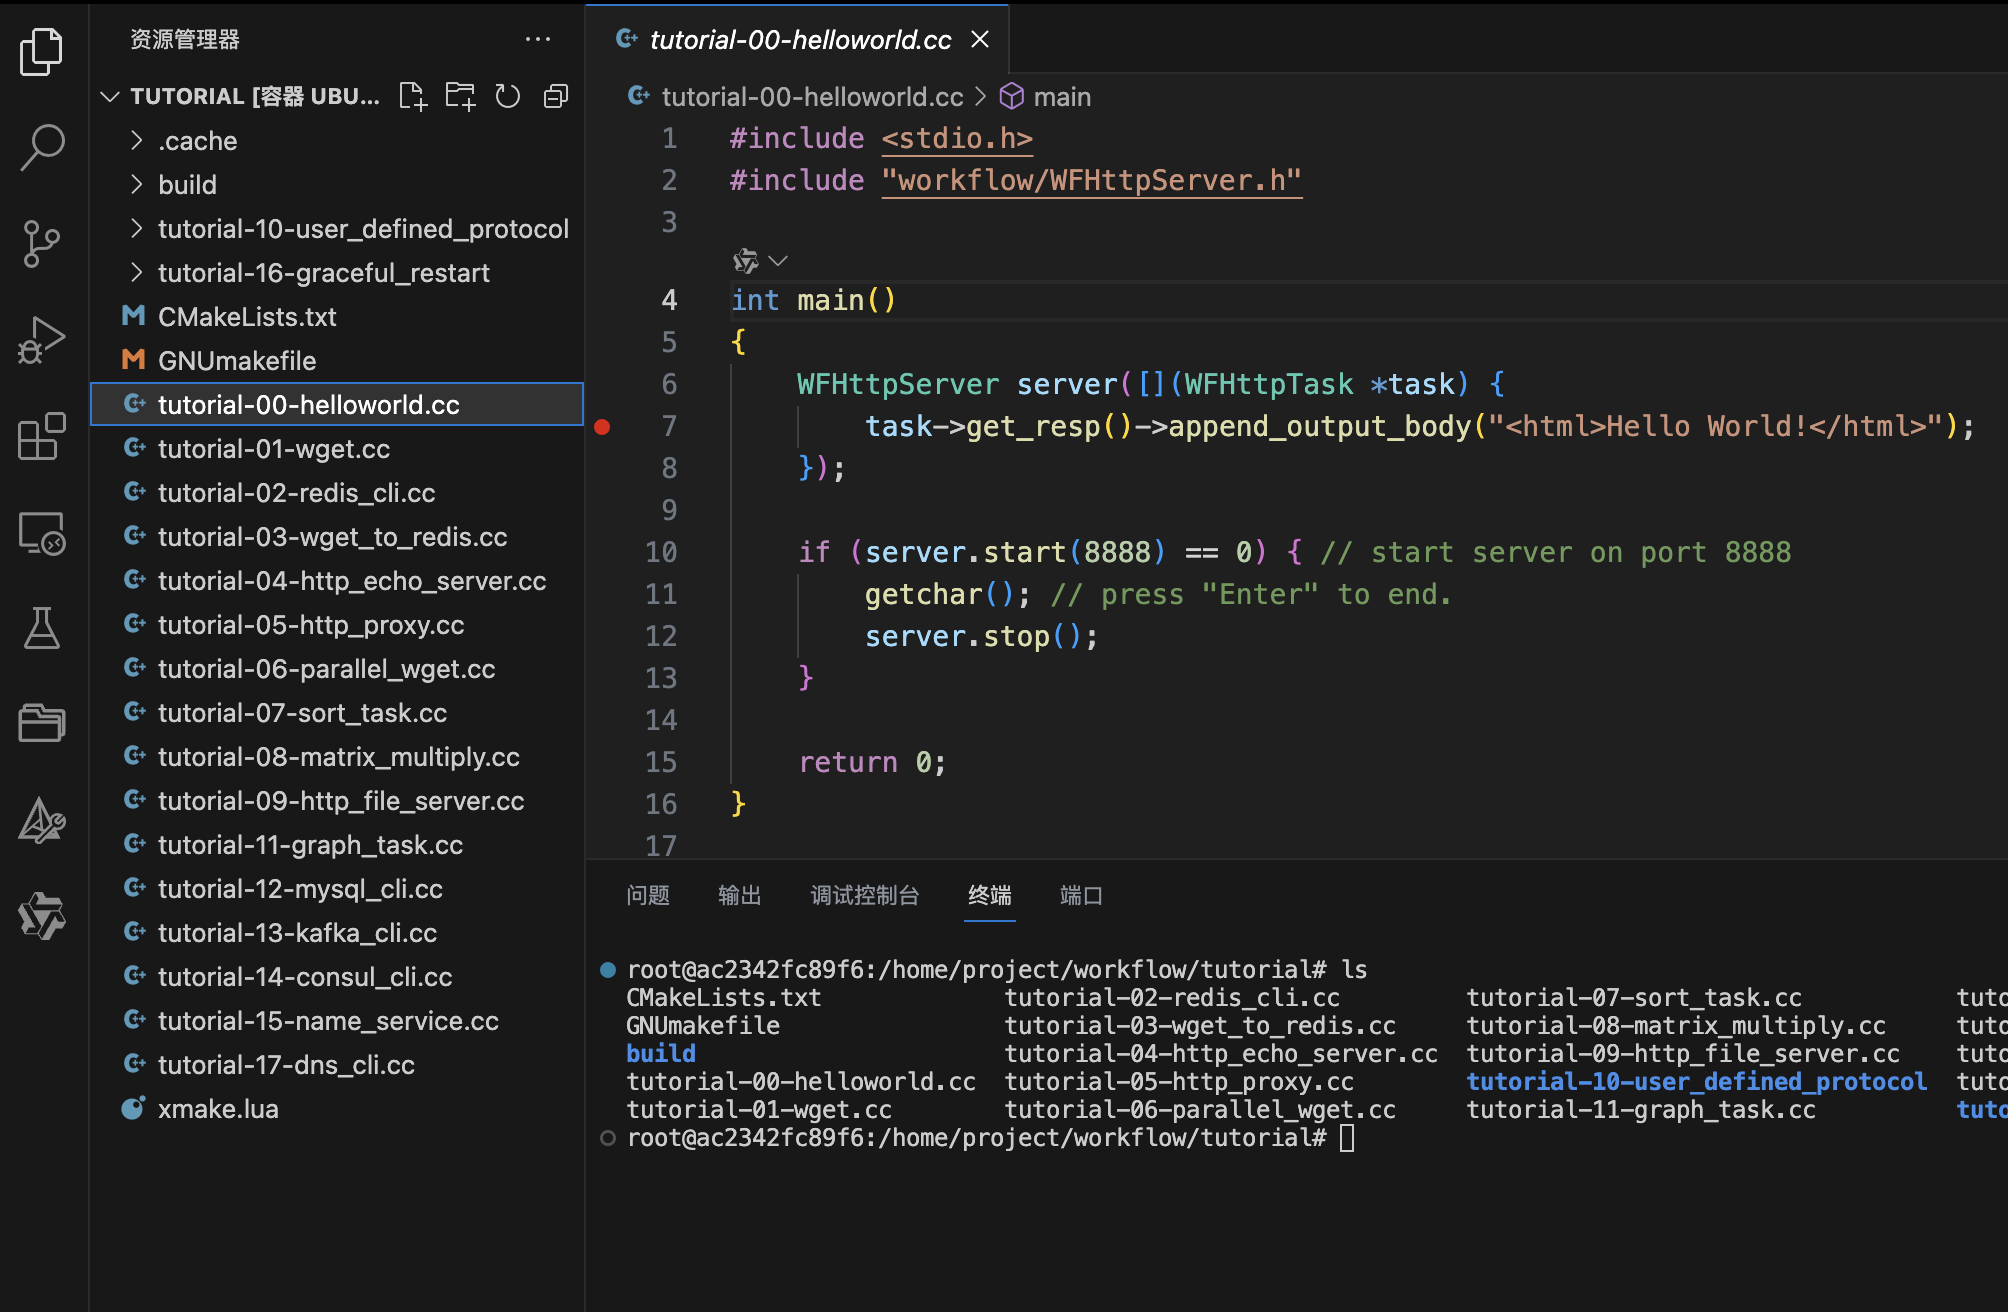 资源管理器
TUTORIAL [容器 UBU...
.cache
build
tutorial-10-user_defined_protocol
tutorial-16-graceful_restart
CMakeLists.txt
GNUmakefile
tutorial-00-helloworld.cc
tutorial-01-wget.cc
tutorial-02-redis_cli.cc
tutorial-03-wget_to_redis.cc
tutorial-04-http_echo_server.cc
tutorial-05-http_proxy.cc
tutorial-06-parallel_wget.cc
tutorial-07-sort_task.cc
tutorial-08-matrix_multiply.cc
tutorial-09-http_file_server.cc
tutorial-11-graph_task.cc
tutorial-12-mysql_cli.cc
tutorial-13-kafka_cli.cc
tutorial-14-consul_cli.cc
tutorial-15-name_service.cc
tutorial-17-dns_cli.cc
xmake.lua
tutorial-00-helloworld.cc
tutorial-00-helloworld.cc > main
1 #include <stdio.h>
2 #include "workflow/WFHttpServer.h"
3
4 int main()
5 {
6     WFHttpServer server([](WFHttpTask *task) {
7         task->get_resp()->append_output_body("<html>Hello World!</html>");
8     });
9
10     if (server.start(8888) == 0) { // start server on port 8888
11         getchar(); // press "Enter" to end.
12         server.stop();
13     }
14
15     return 0;
16 }
17
问题 输出 调试控制台 终端 端口
root@ac2342fc89f6:/home/project/workflow/tutorial# ls
CMakeLists.txt tutorial-02-redis_cli.cc tutorial-07-sort_task.cc tuto
GNUmakefile tutorial-03-wget_to_redis.cc tutorial-08-matrix_multiply.cc tuto
build tutorial-04-http_echo_server.cc tutorial-09-http_file_server.cc tuto
tutorial-00-helloworld.cc tutorial-05-http_proxy.cc tutorial-10-user_defined_protocol tuto
tutorial-01-wget.cc tutorial-06-parallel_wget.cc tutorial-11-graph_task.cc tuto
root@ac2342fc89f6:/home/project/workflow/tutorial#